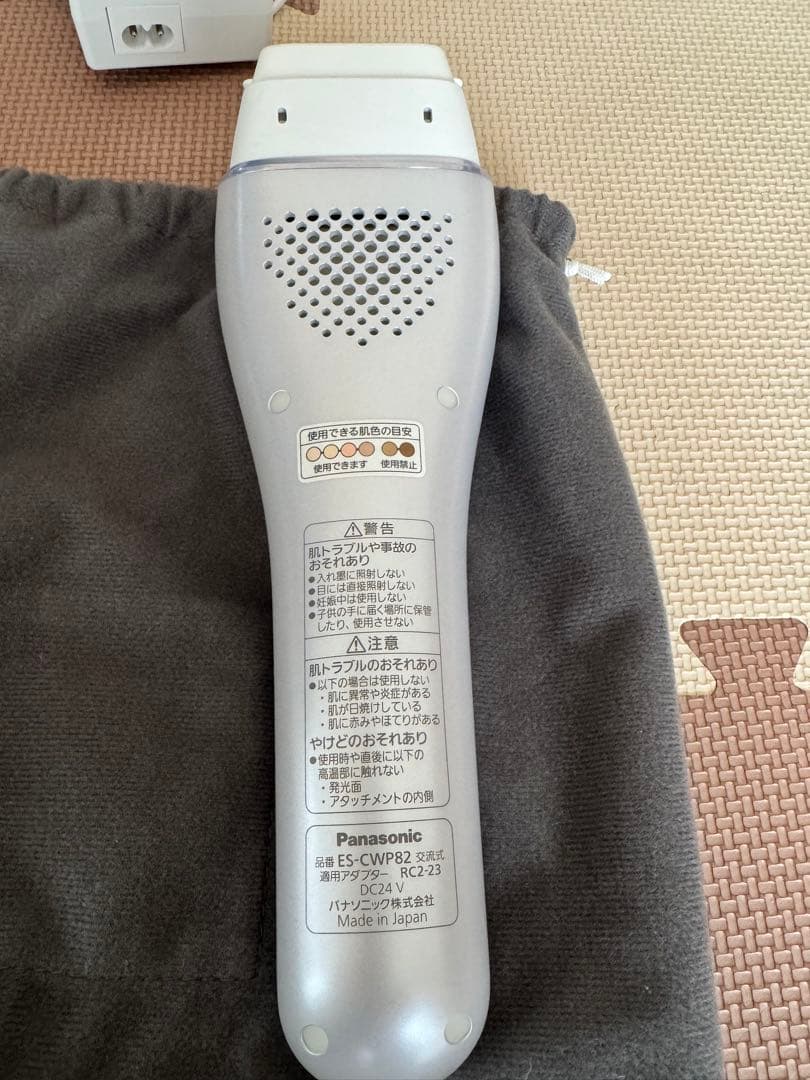 使用できる肌色の目安
使用できます 使用禁止
警告
肌トラブルや事故の
おそれあり
●入れ墨に照射しない
●目には直接照射しない
●妊娠中は使用しない
●子供の手に届く場所に保管
したり、使用させない
注意
肌トラブルのおそれあり
●以下の場合は使用しない
・肌に異常や炎症がある
・肌が日焼けしている
・肌に赤みやほてりがある
やけどのおそれあり
●使用時や直後に以下の
高温部に触れない
・発光面
・アタッチメントの内側
Panasonic
品番 ES-CWP82 交流式
適用アダプター RC2-23
DC24 V
パナソニック株式会社
Made in Japan